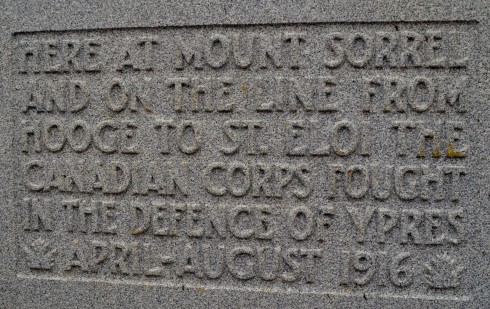 HERE AT MOUNT SORREL
AND ON THE LINE FROM
HOOGE TO ST. ELOI THE
CANADIAN CORPS FOUGHT
IN THE DEFENCE OF YPRES
APRIL-AUGUST 1916